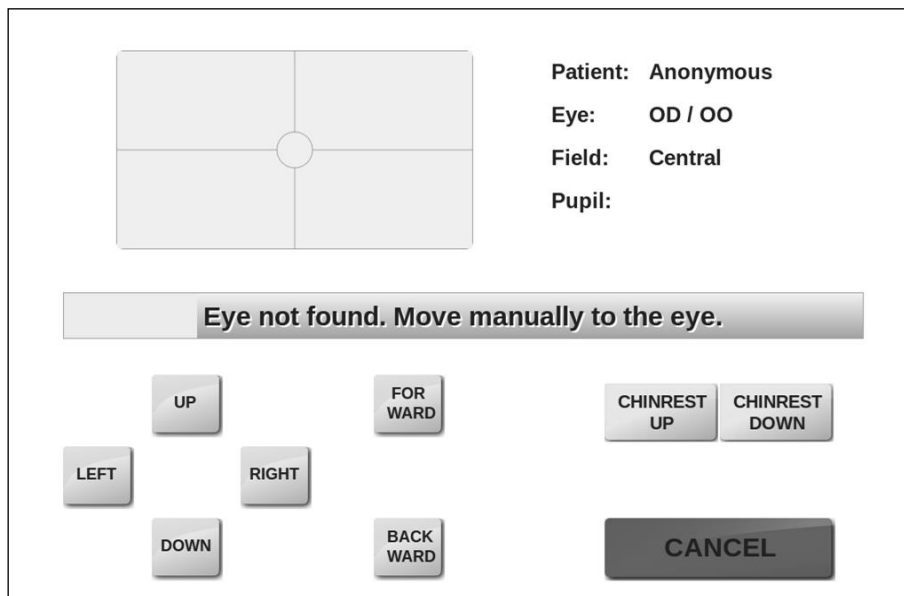 Patient: Anonymous
Eye: OD / OO
Field: Central
Pupil:
Eye not found. Move manually to the eye.
UP
FOR
WARD
CHINREST
UP
CHINREST
DOWN
LEFT
RIGHT
DOWN
BACK
WARD
CANCEL